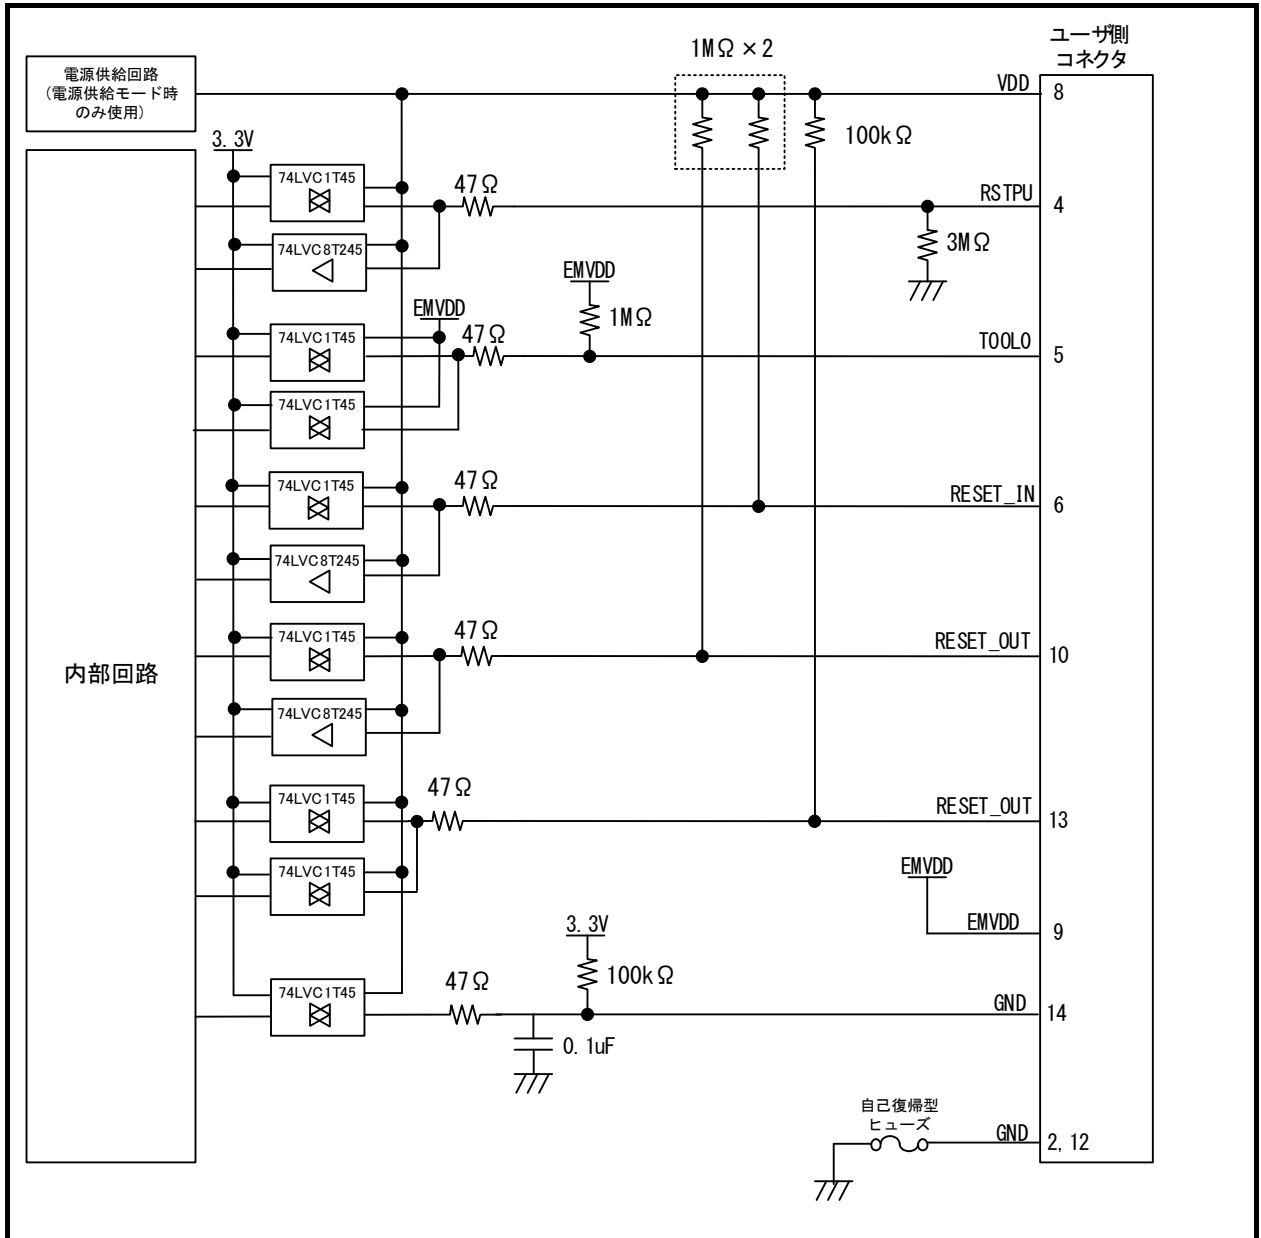 ユーザ側
コネクタ
1MΩ×2
電源供給回路
(電源供給モード時
のみ使用)
VDD
8
100kΩ
3.3V
74LVC1T45
47Ω
RSTPU
4
74LVC8T245
3MΩ
EMVDD
1MΩ
EMVDD
74LVC1T45
47Ω
TOOL0
5
74LVC1T45
74LVC1T45
47Ω
RESET_IN
6
74LVC8T245
内部回路
74LVC1T45
47Ω
RESET_OUT
10
74LVC8T245
74LVC1T45
47Ω
RESET_OUT
13
74LVC1T45
EMVDD
EMVDD
9
3.3V
100kΩ
74LVC1T45
47Ω
GND
14
0.1uF
自己復帰型
ヒューズ
GND
2,12